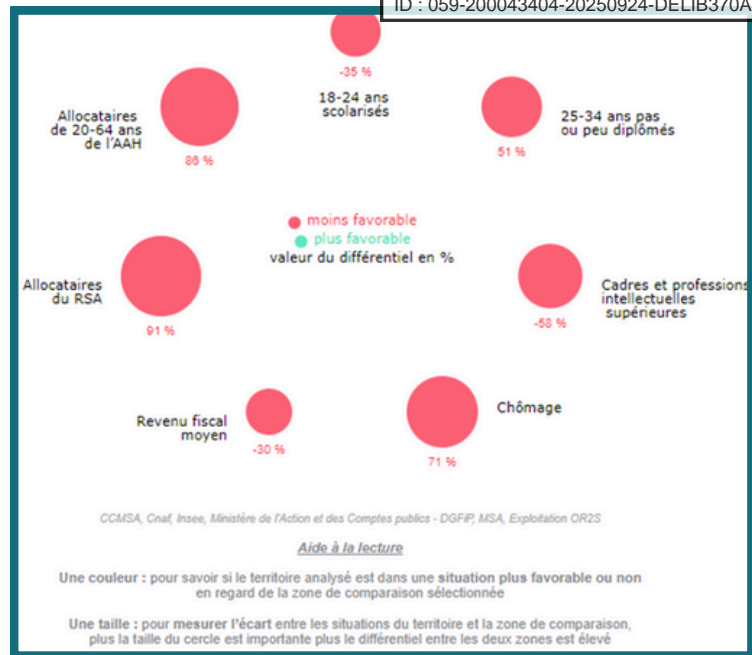 ID : 059-200043404-20250924-DELIB370A
-35 %
18-24 ans
scolarisés
Allocataires
de 20-64 ans
de l'AAH
86 %
25-34 ans pas
ou peu diplômés
51 %
moins favorable
plus favorable
valeur du différentiel en %
Allocataires
du RSA
91 %
Cadres et professions
intellectuelles
supérieures
-58 %
Revenu fiscal
moyen
-30 %
Chômage
71 %
CCMSA, Cnaf, Insee, Ministère de l'Action et des Comptes publics - DGFiP, MSA, Exploitation OR2S
Aide à la lecture
Une couleur : pour savoir si le territoire analysé est dans une situation plus favorable ou non
en regard de la zone de comparaison sélectionnée
Une taille : pour mesurer l'écart entre les situations du territoire et la zone de comparaison,
plus la taille du cercle est importante plus le différentiel entre les deux zones est élevé